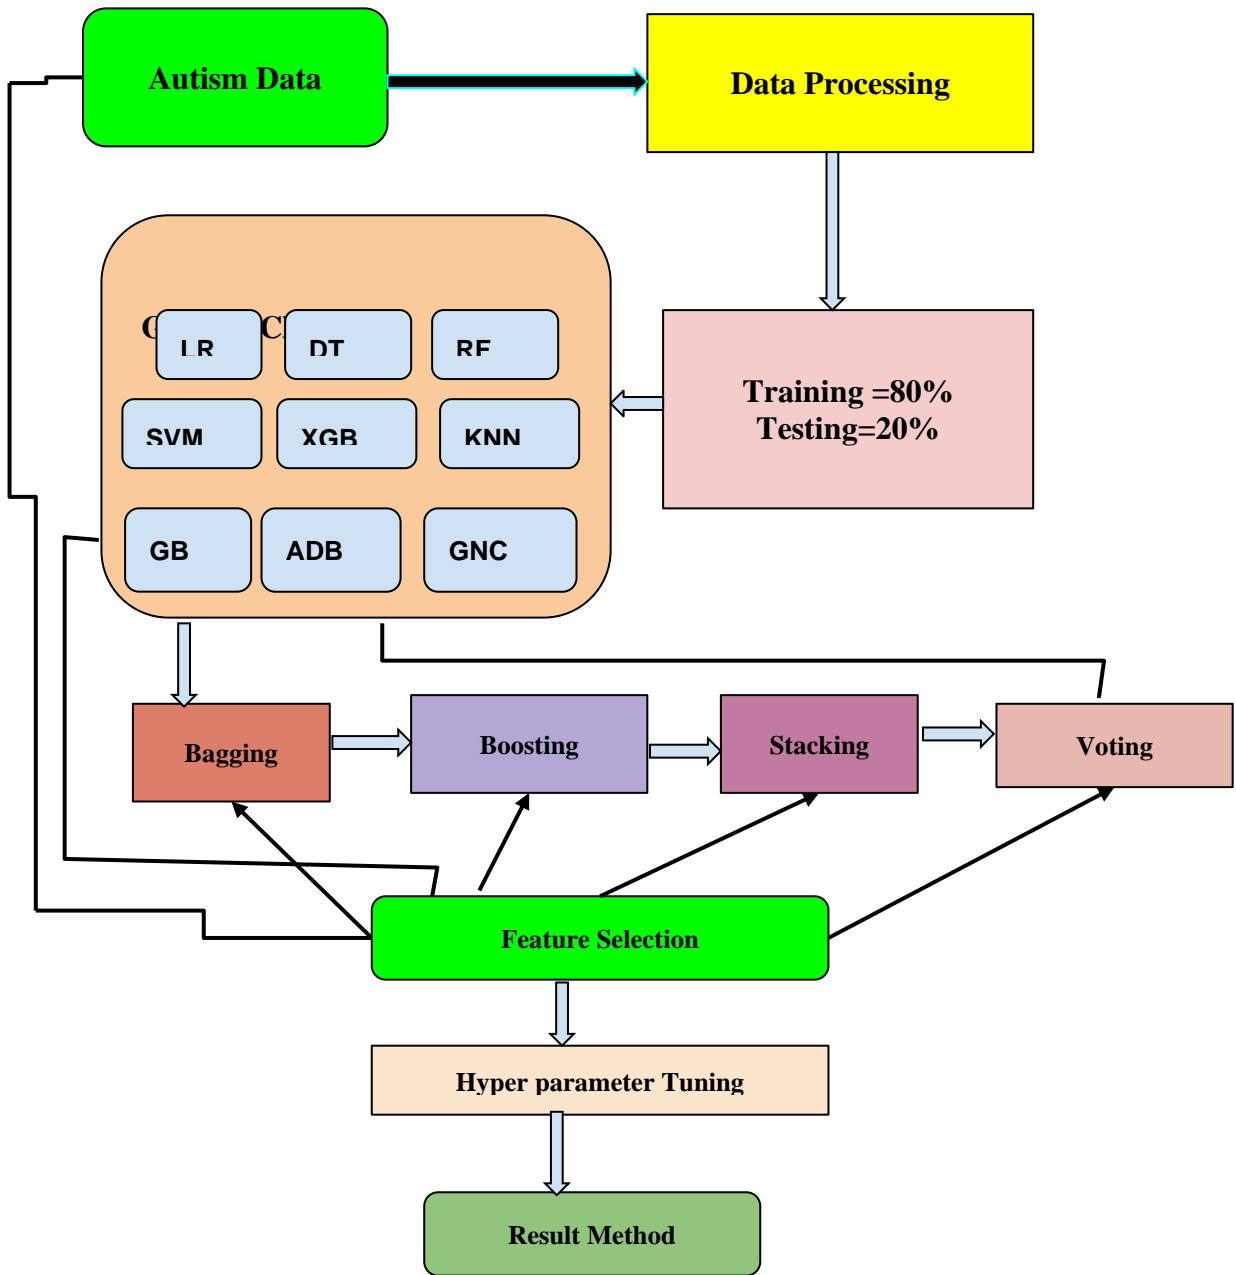 Autism Data
Data Processing
LR
DT
RF
Training =80%
Testing=20%
SVM
XGB
KNN
GB
ADB
GNC
Bagging
Boosting
Stacking
Voting
Feature Selection
Hyper parameter Tuning
Result Method